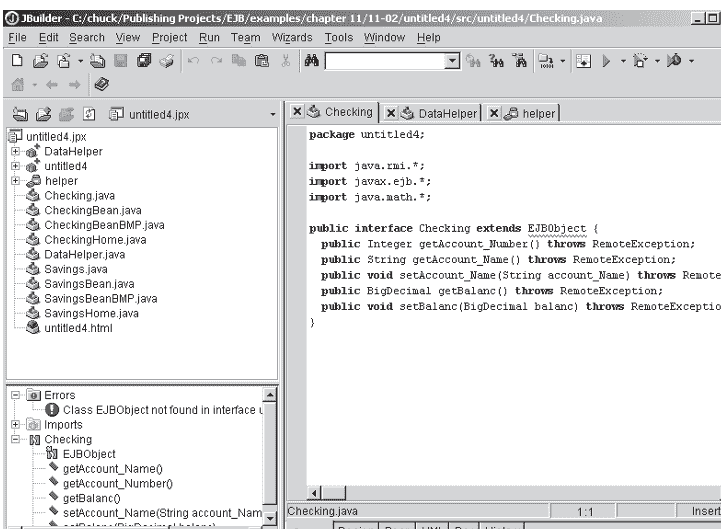 JBuilder - C:/chuck/Publishing Projects/EJB/examples/chapter 11/11-02/untitled4/src/untitled4/Checking.java
File Edit Search View Project Run Team Wizards Tools Window Help
untitled4.jpx
untitled4.jpx
DataHelper
untitled4
helper
Checking.java
CheckingBean.java
CheckingBeanBMP.java
CheckingHome.java
DataHelper.java
Savings.java
SavingsBean.java
SavingsBeanBMP.java
SavingsHome.java
untitled4.html
Errors
Class EJBObject not found in interface u
Imports
Checking
EJBObject
getAccount_Name()
getAccount_Number()
getBalanc()
setAccount_Name(String account_Nam
Checking DataHelper helper
package untitled4;
import java.rmi.*;
import javax.ejb.*;
import java.math.*;
public interface Checking extends EJBObject {
public Integer getAccount_Number() throws RemoteException;
public String getAccount_Name() throws RemoteException;
public void setAccount_Name(String account_Name) throws Remote
public BigDecimal getBalanc() throws RemoteException;
public void setBalanc(BigDecimal balanc) throws RemoteExceptio
}
Checking.java 1:1 Insert